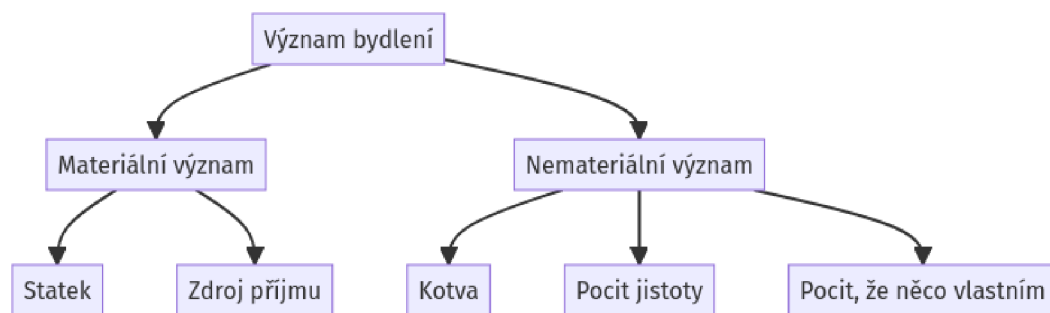 Význam bydlení
Materiální význam
Nemateriální význam
Statek
Zdroj příjmu
Kotva
Pocit jistoty
Pocit, že něco vlastním